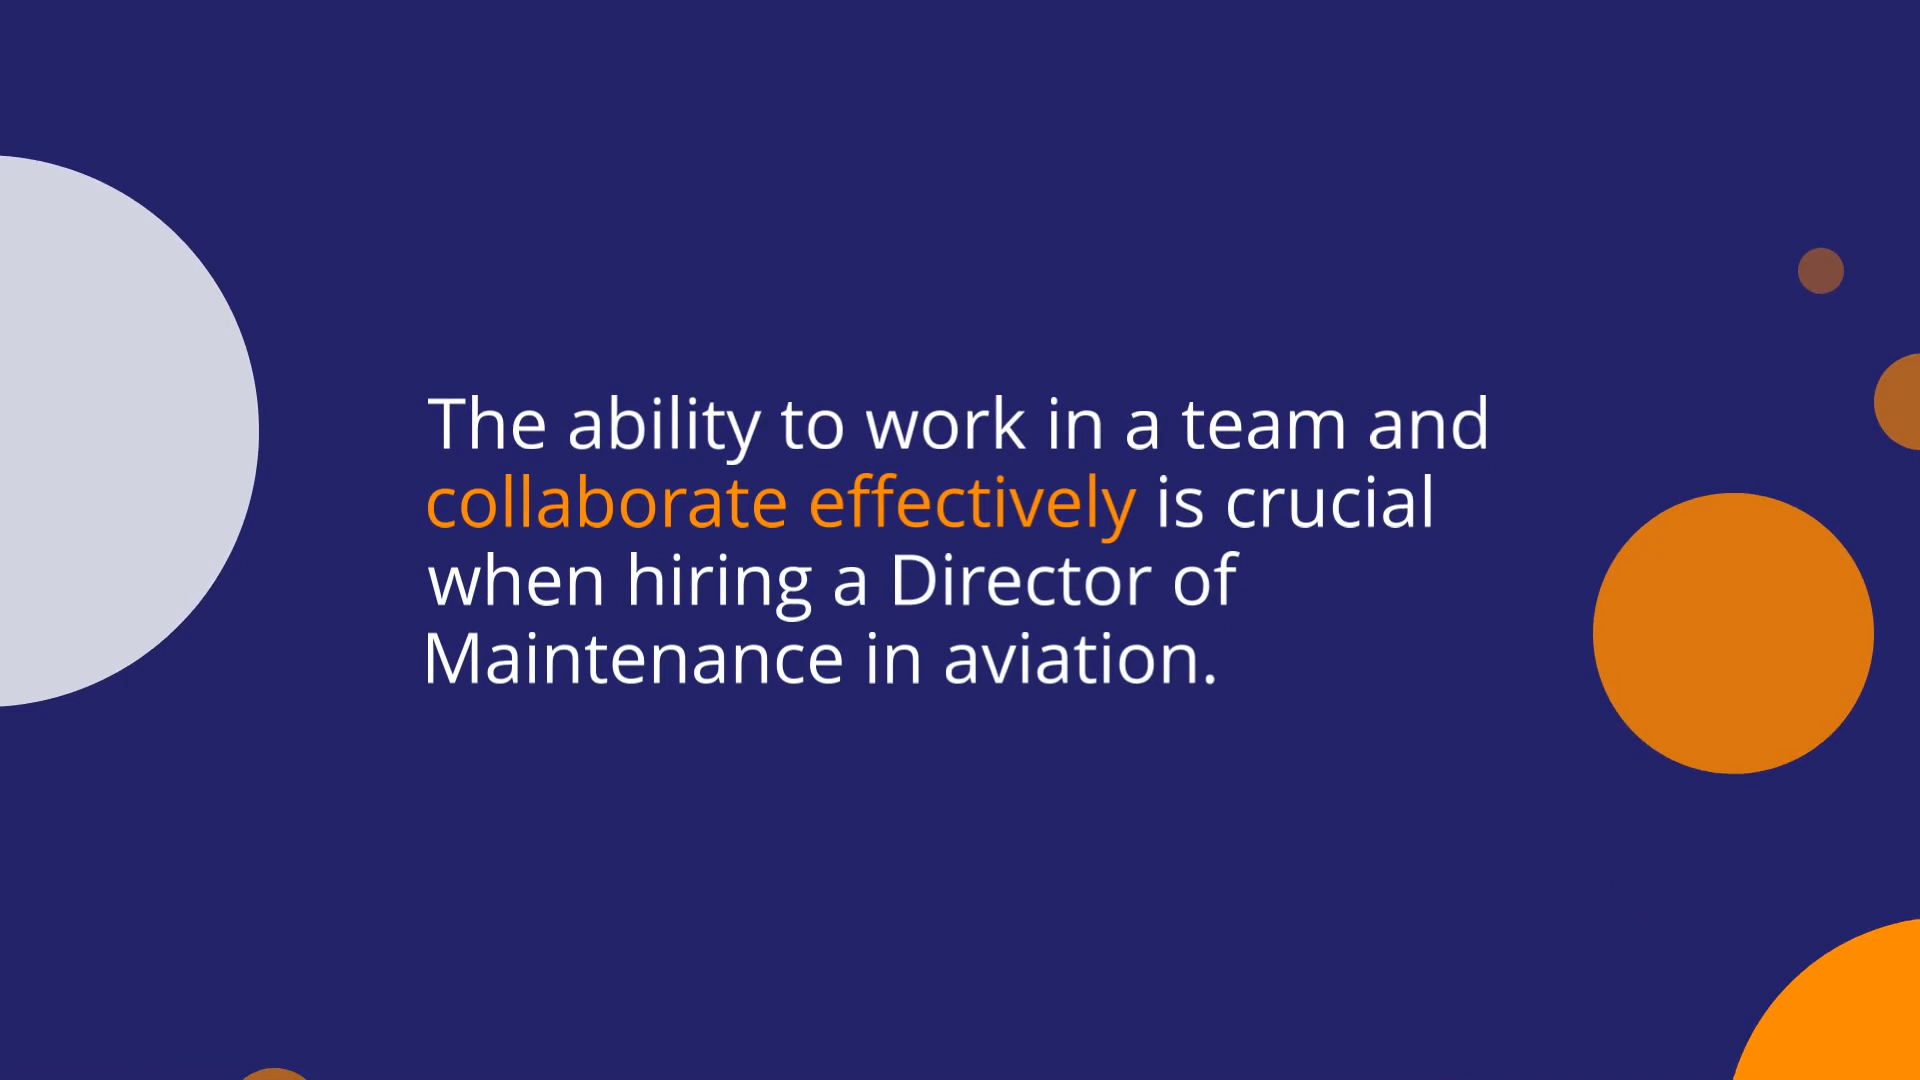 The ability to work in a team and
collaborate effectively is crucial
when hiring a Director of
Maintenance in aviation.